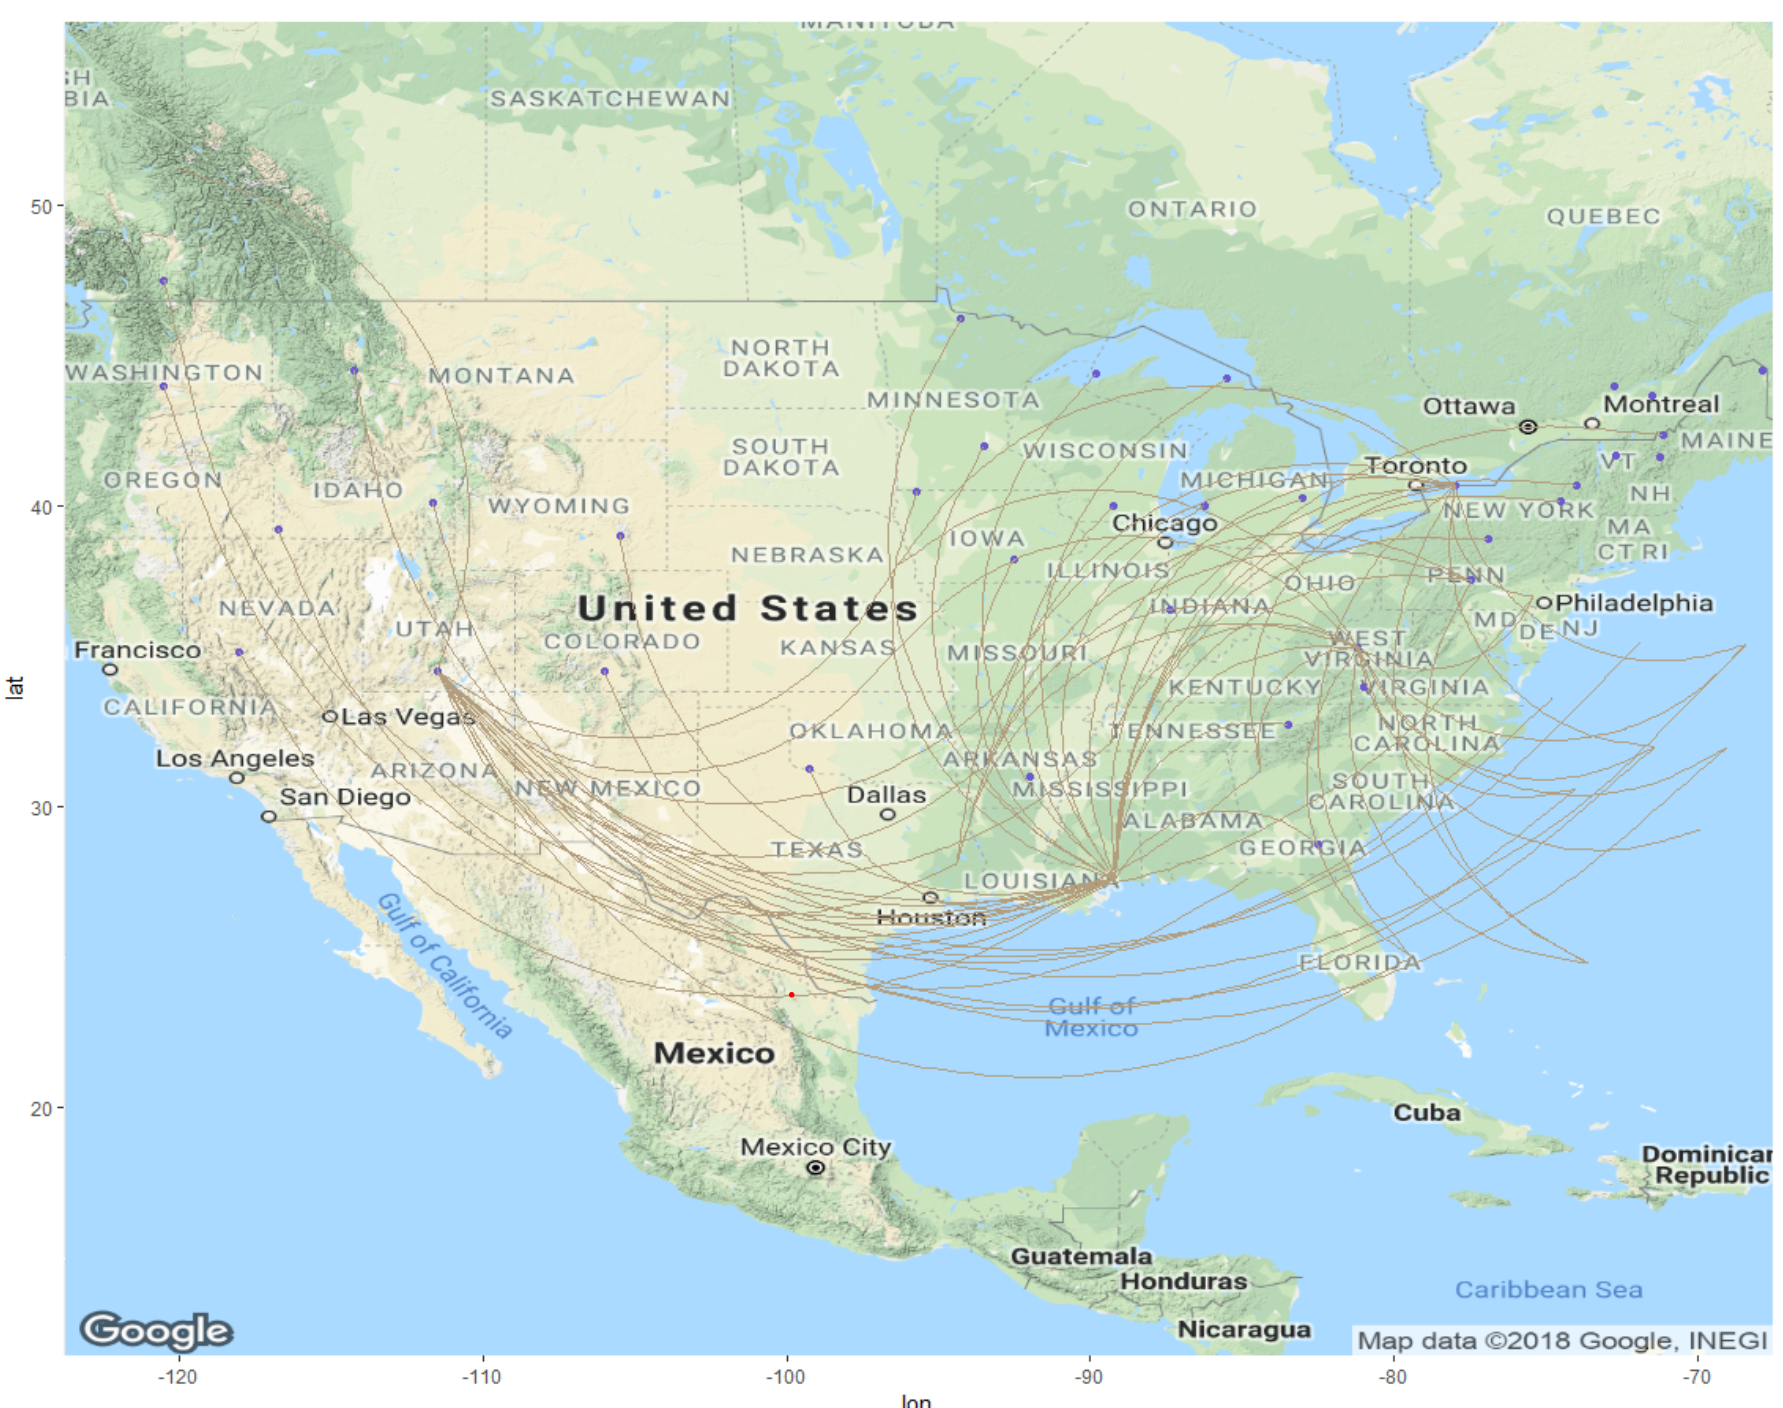 MANITOBA
SH
BIA
SASKATCHEWAN
50
ONTARIO
QUEBEC
NORTH
DAKOTA
WASHINGTON
MONTANA
MINNESOTA
Ottawa
Montreal
MAINE
SOUTH
DAKOTA
WISCONSIN
OREGON
IDAHO
MICHIGAN
Toronto
VT
NH
40
WYOMING
NEW YORK
MA
CT RI
Chicago
IOWA
NEBRASKA
ILLINOIS
OHIO
PENN
NEVADA
United States
INDIANA
Philadelphia
UTAH
COLORADO
KANSAS
MISSOURI
WEST
VIRGINIA
MD
DE
NJ
Francisco
lat
CALIFORNIA
Las Vegas
KENTUCKY
VIRGINIA
OKLAHOMA
TENNESSEE
NORTH
CAROLINA
Los Angeles
ARIZONA
NEW MEXICO
ARKANSAS
San Diego
30
Dallas
MISSISSIPPI
SOUTH
CAROLINA
TEXAS
ALABAMA
GEORGIA
LOUISIANA
Houston
Gulf of California
FLORIDA
Gulf of
Mexico
Mexico
20
Cuba
Mexico City
Dominican
Republic
Guatemala
Honduras
Caribbean Sea
Nicaragua
Google
Map data ©2018 Google, INEGI
-120
-110
-100
-90
-80
-70
lon